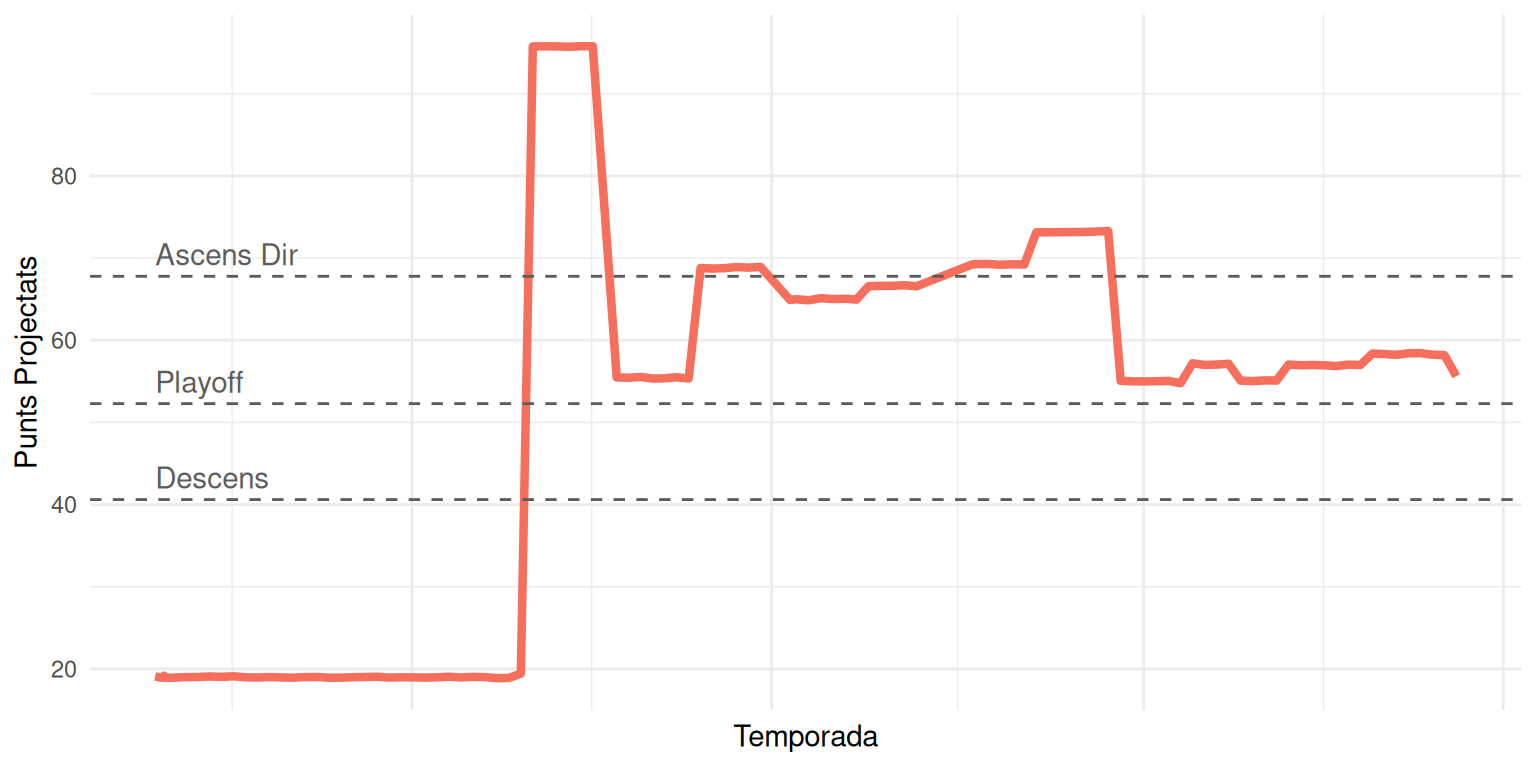 80
60
40
20
Punts Projectats
Ascens Dir
Playoff
Descens
Temporada